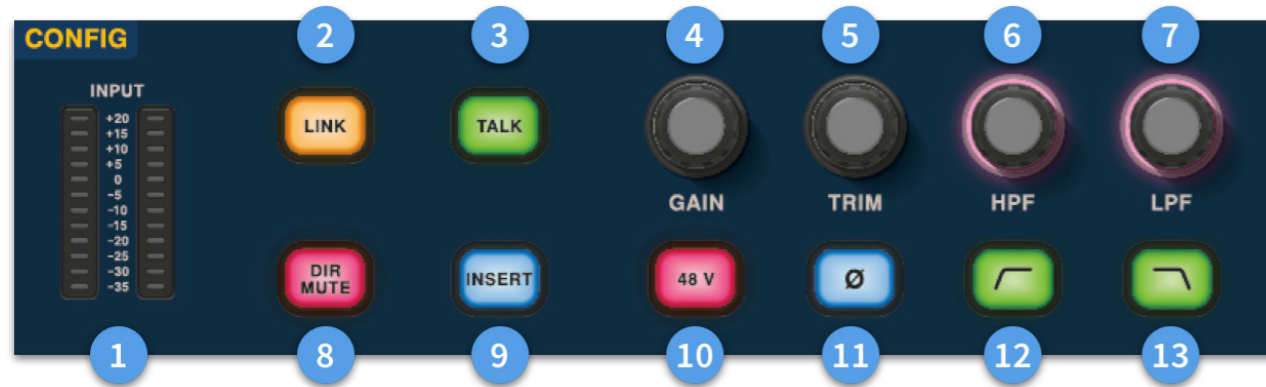 CONFIG
2 3 4 5 6 7
INPUT
+20
+15
+10
+5
0
-5
-10
-15
-20
-25
-30
-35
LINK
TALK
GAIN
TRIM
HPF
LPF
DIR
MUTE
INSERT
48 V
Ø
1 8 9 10 11 12 13